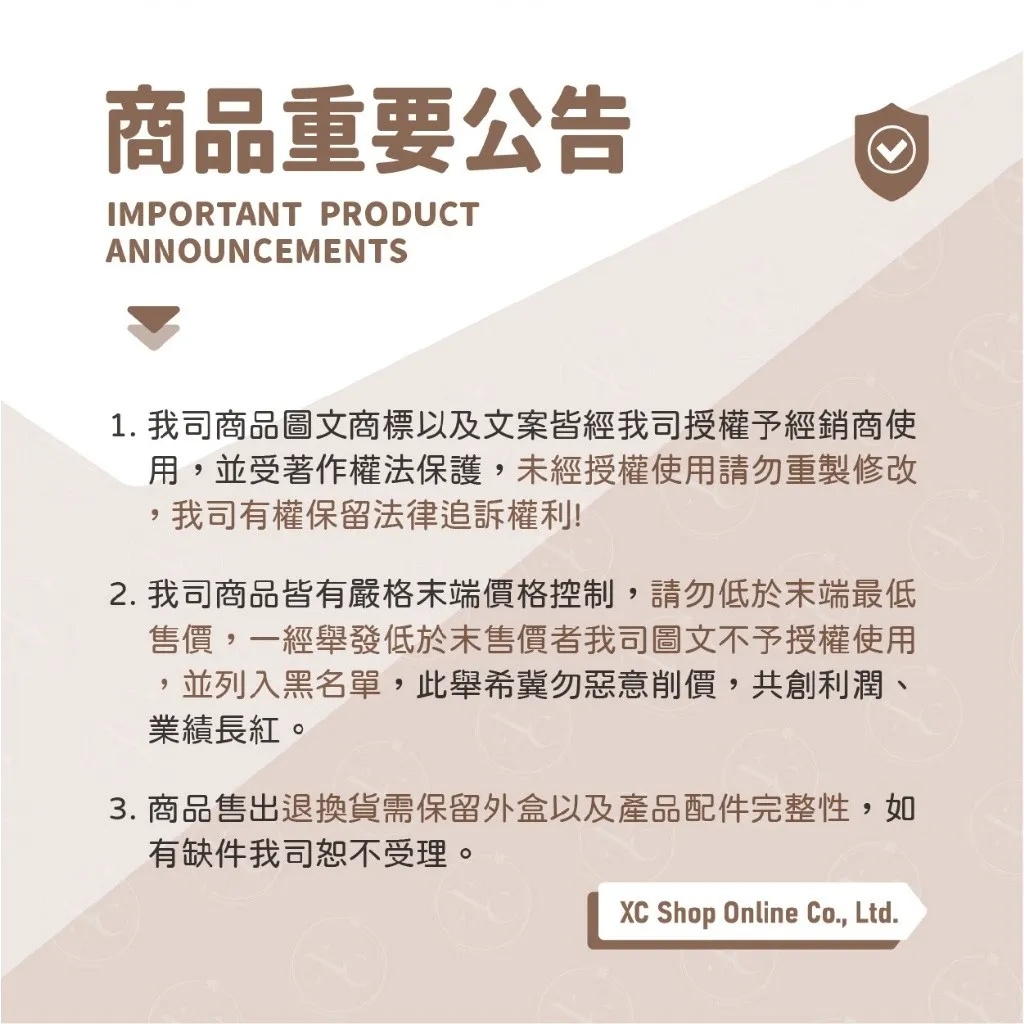 商品重要公告
IMPORTANT PRODUCT
ANNOUNCEMENTS
1. 我司商品圖文商標以及文案皆經我司授權予經銷商使
用，並受著作權法保護，未經授權使用請勿重製修改
，我司有權保留法律追訴權利!
2. 我司商品皆有嚴格末端價格控制，請勿低於末端最低
售價，一經舉發低於末售價者我司圖文不予授權使用
，並列入黑名單，此舉希冀勿惡意削價，共創利潤、
業績長紅。
3. 商品售出退換貨需保留外盒以及產品配件完整性，如
有缺件我司恕不受理。
XC Shop Online Co., Ltd.